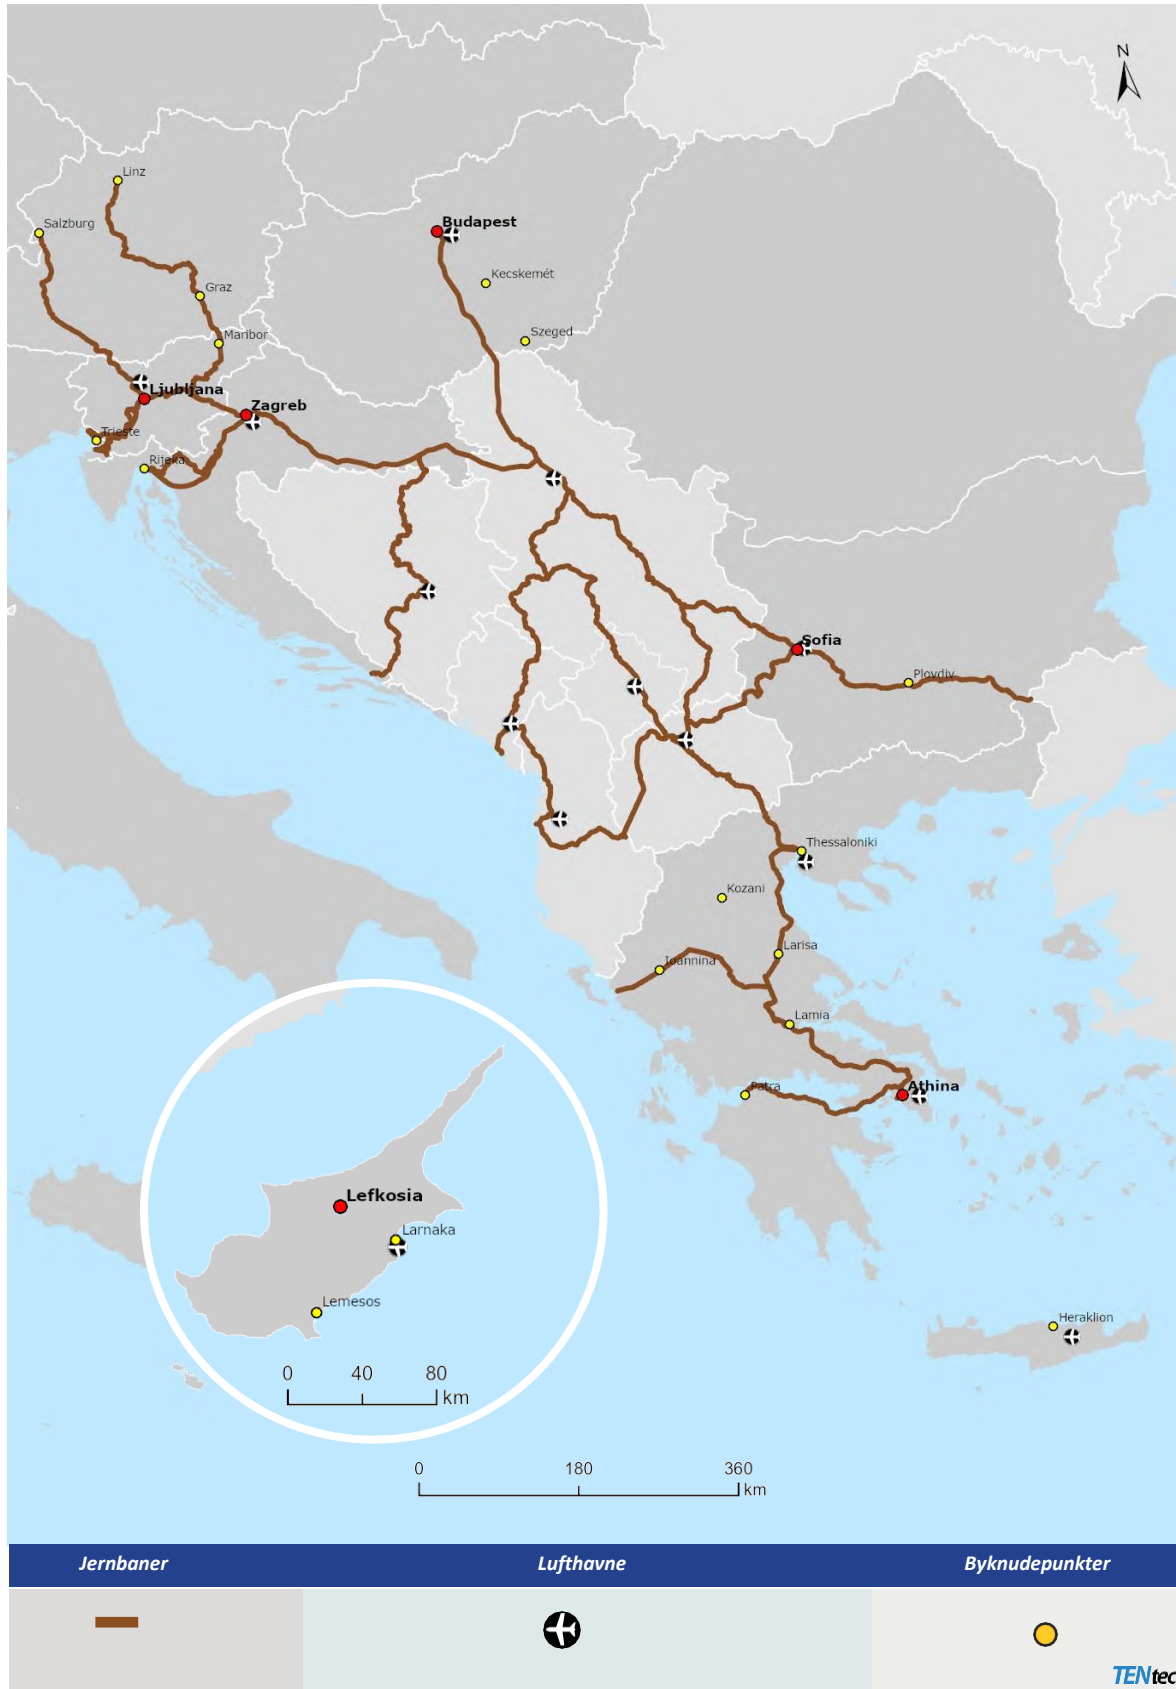 N
Linz
Salzburg
Budapest
Kecskemét
Graz
Szeged
Maribor
Ljubljana
Zagreb
Trieste
Rijeka
Sofia
Plovdiv
Thessaloniki
Kozani
Larisa
Ioannina
Lamia
Patra
Athina
Lefkosia
Larnaka
Lemesos
Heraklion
0 40 80
km
0 180 360
km
Jernbaner Lufthavne Byknudepunkter
TENtec